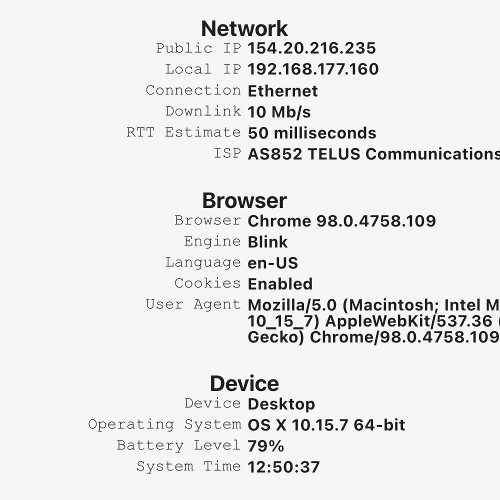 Network
Public IP 154.20.216.235
Local IP 192.168.177.160
Connection Ethernet
Downlink 10 Mb/s
RTT Estimate 50 milliseconds
ISP AS852 TELUS Communications
Browser
Browser Chrome 98.0.4758.109
Engine Blink
Language en-US
Cookies Enabled
User Agent Mozilla/5.0 (Macintosh; Intel M
10_15_7) AppleWebKit/537.36 (
Gecko) Chrome/98.0.4758.109
Device
Device Desktop
Operating System OS X 10.15.7 64-bit
Battery Level 79%
System Time 12:50:37